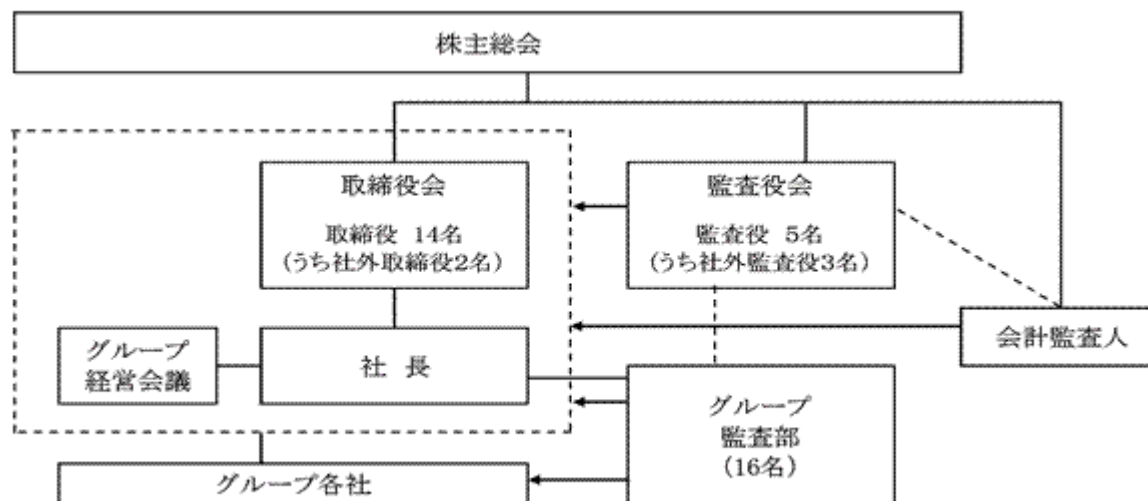 株主総会
取締役会
取締役 14名
(うち社外取締役2名)
監査役会
監査役 5名
(うち社外監査役3名)
会計監査人
グループ
経営会議
社 長
グループ
監査部
(16名)
グループ各社